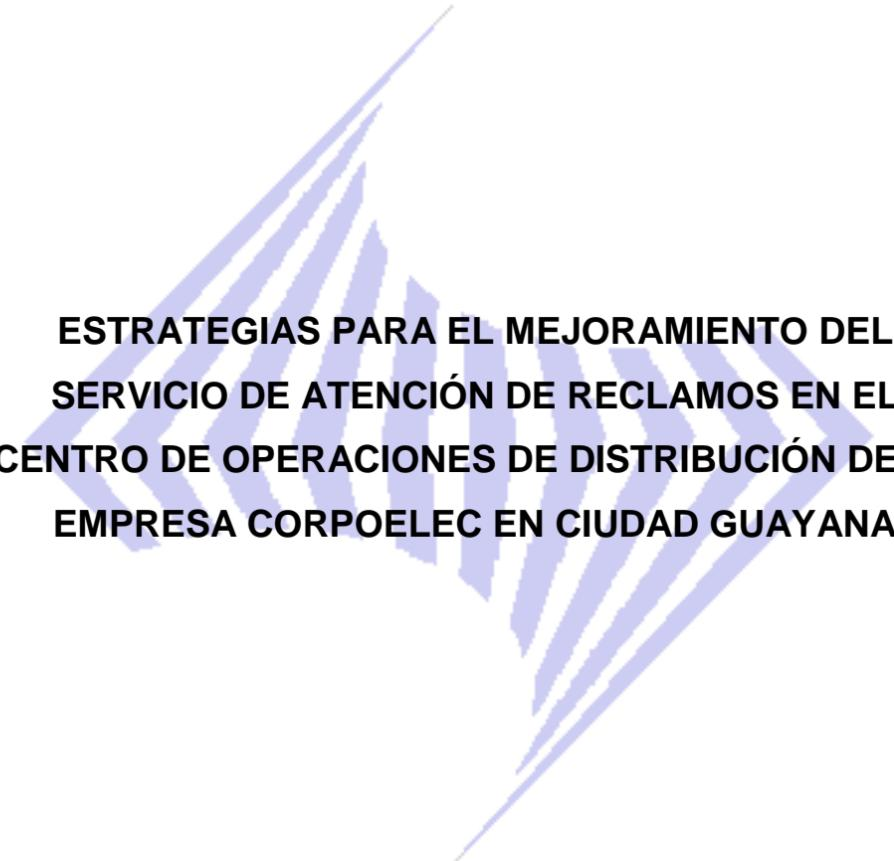 ESTRATEGIAS PARA EL MEJORAMIENTO DEL
SERVICIO DE ATENCIÓN DE RECLAMOS EN EL
CENTRO DE OPERACIONES DE DISTRIBUCIÓN DE
EMPRESA CORPOELEC EN CIUDAD GUAYANA